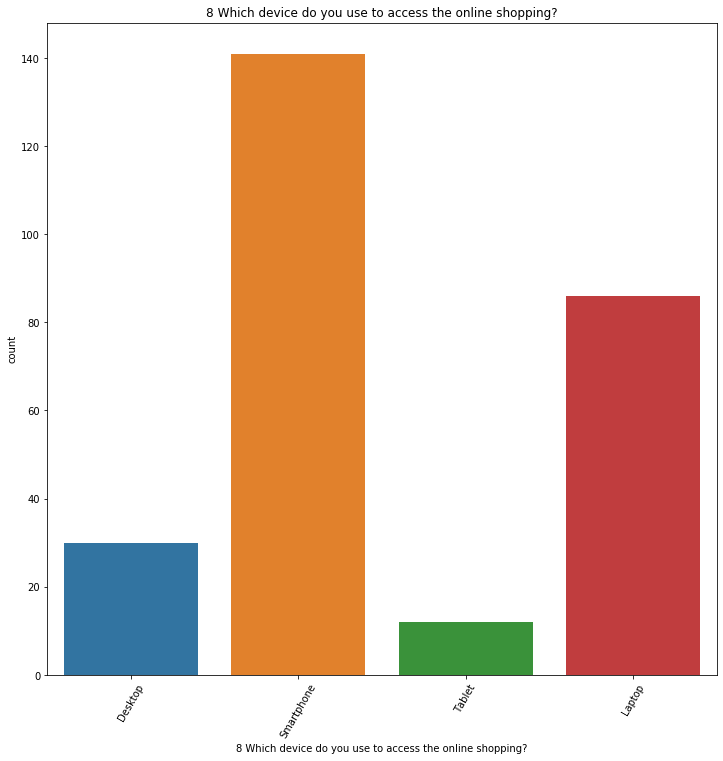 8 Which device do you use to access the online shopping?
140
120
100
80
60
40
20
0
count
Desktop
Smartphone
Tablet
Laptop
8 Which device do you use to access the online shopping?